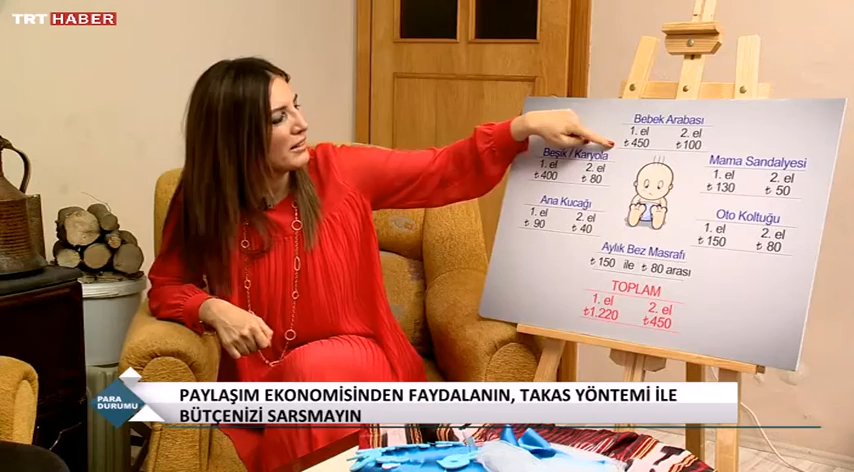 TRT HABER
Bebek Arabası
1. el 2. el
₺450 ₺100
Beşik / Karyola
1. el 2. el
₺400 ₺80
Mama Sandalyesi
1. el 2. el
₺130 ₺50
Ana Kucağı
1. el 2. el
₺ 90 ₺40
Oto Koltuğu
1. el 2. el
₺150 ₺80
Aylık Bez Masrafı
₺ 150 ile ₺ 80 arası
TOPLAM
1. el 2. el
₺1.220 ₺450
PARA
DURUMU
PAYLAŞIM EKONOMİSİNDEN FAYDALANIN, TAKAS YÖNTEMİ İLE
BÜTÇENİZİ SARSMAYIN